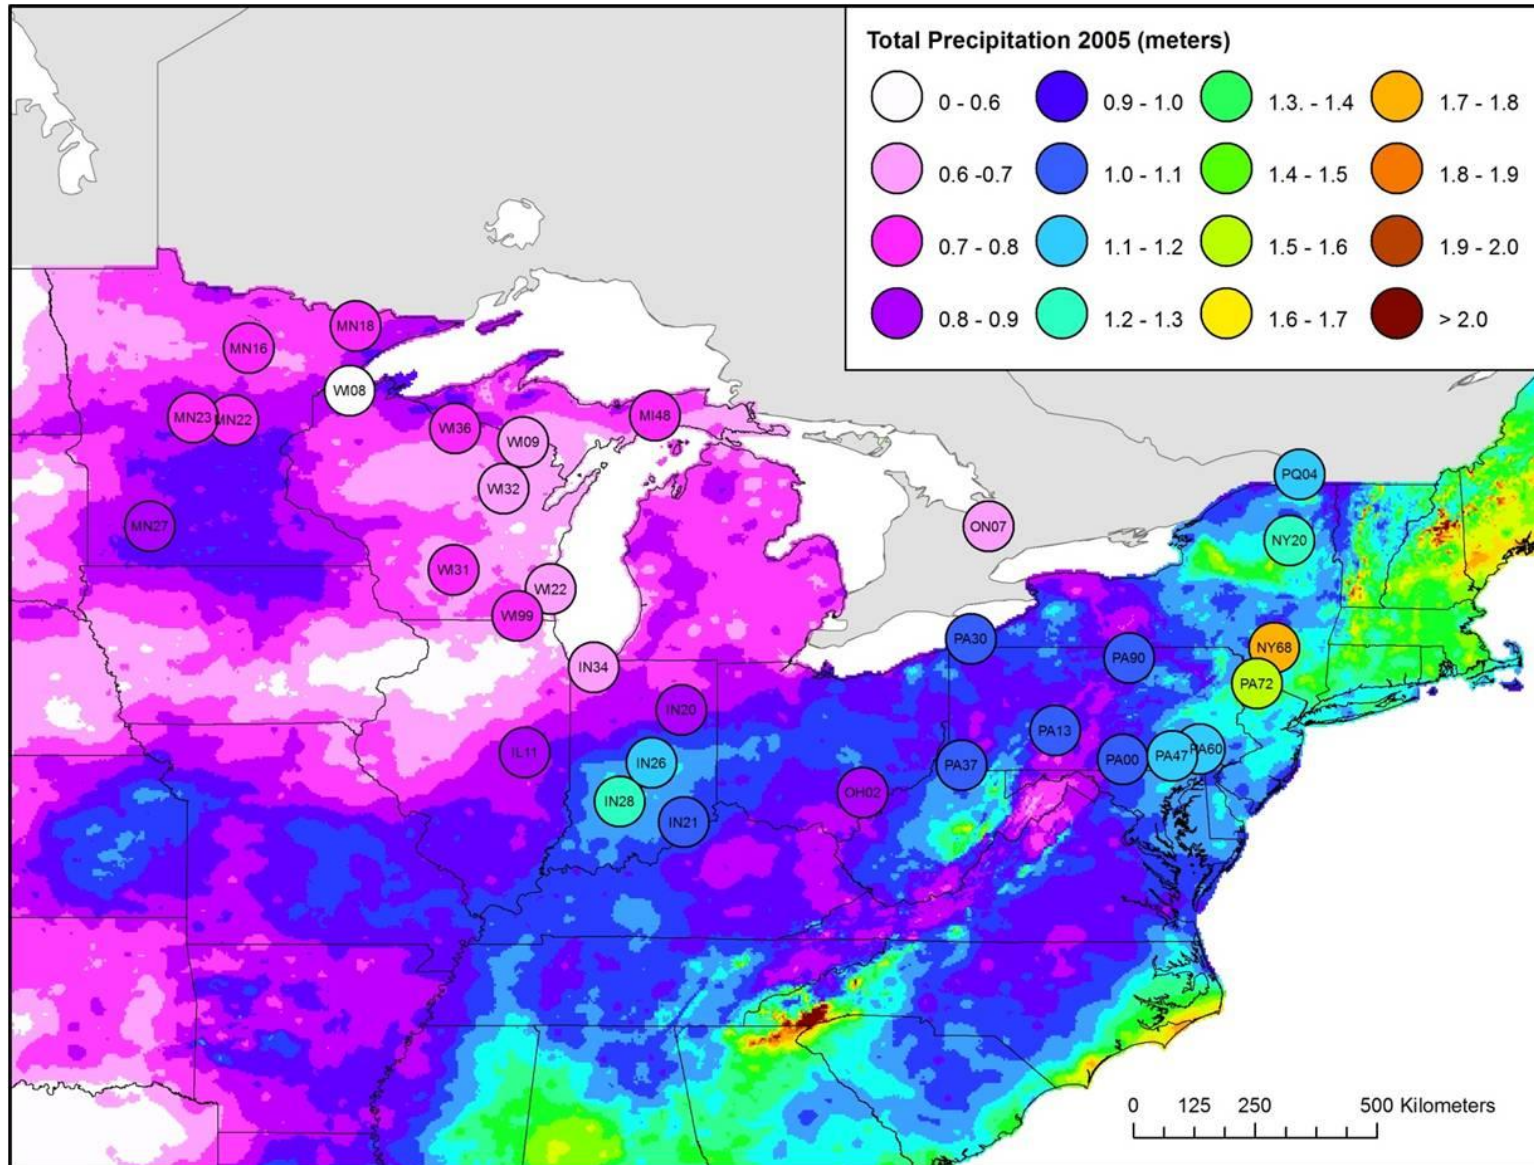 Total Precipitation 2005 (meters)
0 - 0.6 0.9 - 1.0 1.3. - 1.4 1.7 - 1.8
0.6 -0.7 1.0 - 1.1 1.4 - 1.5 1.8 - 1.9
0.7 - 0.8 1.1 - 1.2 1.5 - 1.6 1.9 - 2.0
0.8 - 0.9 1.2 - 1.3 1.6 - 1.7 > 2.0
MN18
MN16
WI08
MN23 MN22
WI36
MI48
WI09
PQ04
WI32
MN27
ON07
NY20
WI31
WI22
WI99
PA30
NY68
PA90
IN34
PA72
IN20
PA13
IL11
PA60
PA47
PA00
IN26
PA37
OH02
IN28
IN21
0 125 250 500 Kilometers